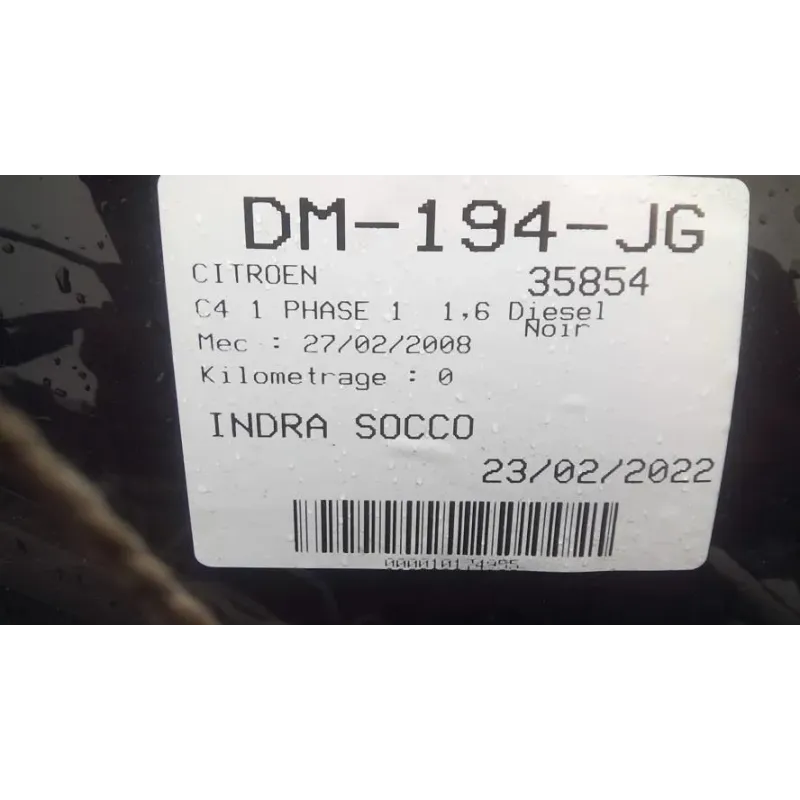 DM-194-JG
CITROEN 35854
C4 1 PHASE 1 1,6 Diesel
Noir
Mec : 27/02/2008
Kilometrage : 0
INDRA SOCCO
23/02/2022
000010174995